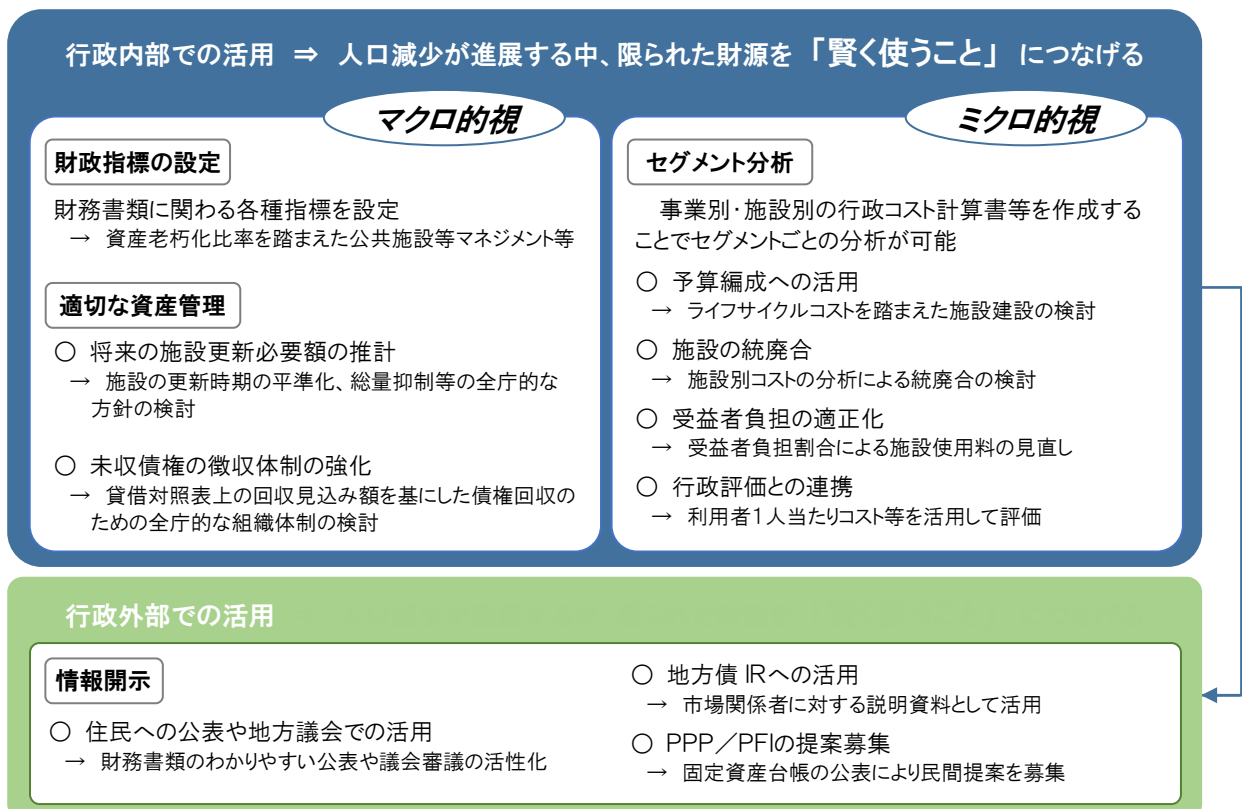 行政内部での活用 ⇒ 人口減少が進展する中、限られた財源を 「賢く使うこと」 につなげる
マクロ的視
財政指標の設定
財務書類に関わる各種指標を設定
→ 資産老朽化比率を踏まえた公共施設等マネジメント等
適切な資産管理
○ 将来の施設更新必要額の推計
→ 施設の更新時期の平準化、総量抑制等の全庁的な
方針の検討
○ 未収債権の徴収体制の強化
→ 貸借対照表上の回収見込み額を基にした債権回収の
ための全庁的な組織体制の検討
ミクロ的視
セグメント分析
事業別・施設別の行政コスト計算書等を作成する
ことでセグメントごとの分析が可能
○ 予算編成への活用
→ ライフサイクルコストを踏まえた施設建設の検討
○ 施設の統廃合
→ 施設別コストの分析による統廃合の検討
○ 受益者負担の適正化
→ 受益者負担割合による施設使用料の見直し
○ 行政評価との連携
→ 利用者1人当たりコスト等を活用して評価
行政外部での活用
情報開示
○ 住民への公表や地方議会での活用
→ 財務書類のわかりやすい公表や議会審議の活性化
○ 地方債 IRへの活用
→ 市場関係者に対する説明資料として活用
○ PPP/PFIの提案募集
→ 固定資産台帳の公表により民間提案を募集